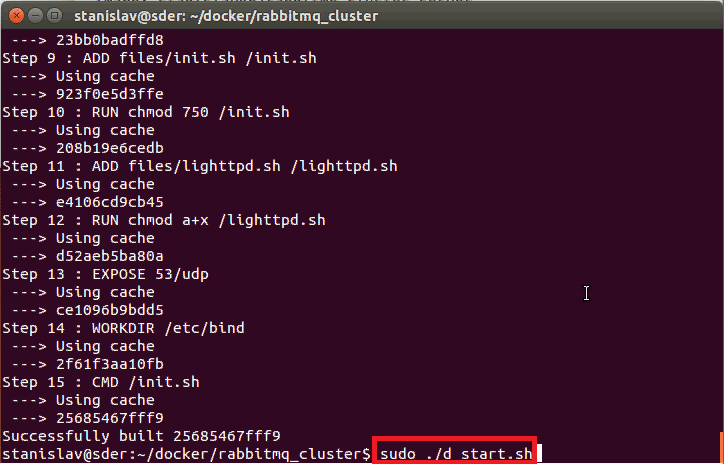 stanislav@sder: ~/docker/rabbitmq_cluster
---> 23bb0badffd8
Step 9 : ADD files/init.sh /init.sh
---> Using cache
---> 923f0e5d3ffe
Step 10 : RUN chmod 750 /init.sh
---> Using cache
---> 208b19e6cedb
Step 11 : ADD files/lighttpd.sh /lighttpd.sh
---> Using cache
---> e4106cd9cb45
Step 12 : RUN chmod a+x /lighttpd.sh
---> Using cache
---> d52aeb5ba80a
Step 13 : EXPOSE 53/udp
---> Using cache
---> ce1096b9bdd5
Step 14 : WORKDIR /etc/bind
---> Using cache
---> 2f61f3aa10fb
Step 15 : CMD /init.sh
---> Using cache
---> 25685467fff9
Successfully built 25685467fff9
stanislav@sder:~/docker/rabbitmq_cluster$ sudo ./d start.sh